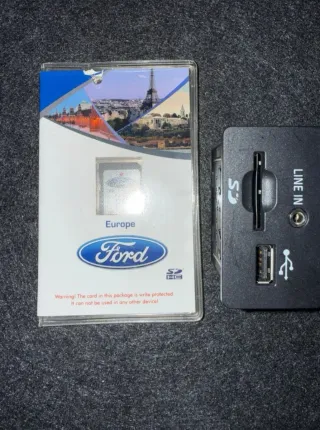 Europe
Ford
SD
HC
Warning! The card in this package is write protected
It can not be used in any other device!
SD
LINE IN